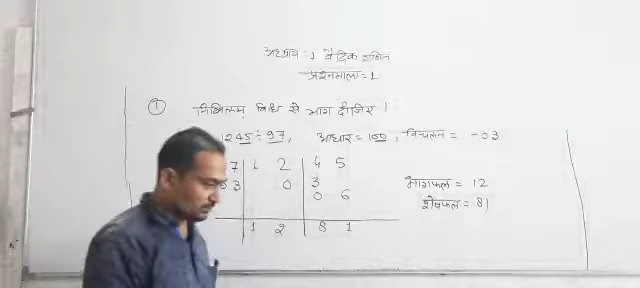 अध्याय : 1 वैदिक गणित
प्रश्नमाला = 1
① निखिलम् विधि से भाग दीजिए।
1245 ÷ 97, आधार = 100, विचलन = -03
7 1 2 4 5
3 0 3
0 6
1 2 8 1
भागफल = 12
शेषफल = 81